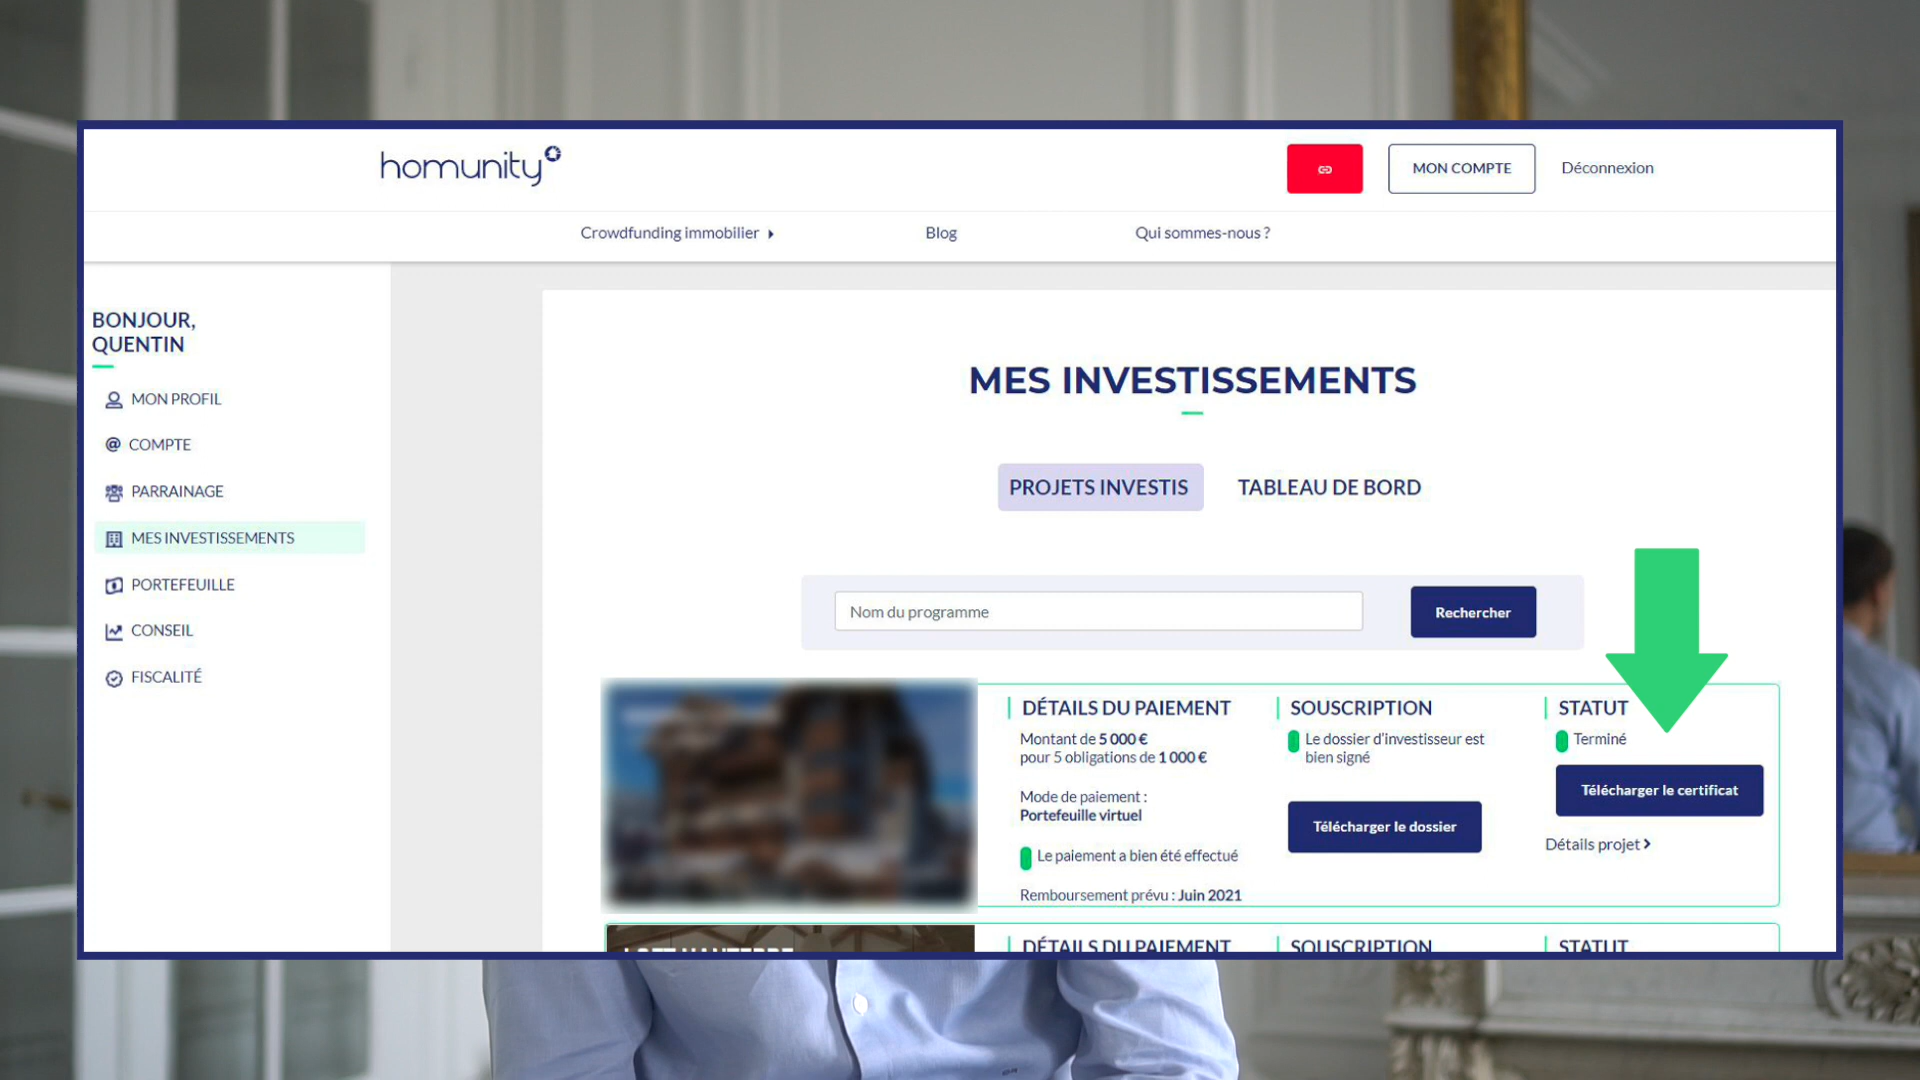 homunity
MON COMPTE
Déconnexion
Crowdfunding immobilier
Blog
Qui sommes-nous ?
BONJOUR,
QUENTIN
MON PROFIL
COMPTE
PARRAINAGE
MES INVESTISSEMENTS
PORTEFEUILLE
CONSEIL
FISCALITÉ
MES INVESTISSEMENTS
PROJETS INVESTIS
TABLEAU DE BORD
Nom du programme
Rechercher
DÉTAILS DU PAIEMENT
Montant de 5 000 €
pour 5 obligations de 1 000 €
Mode de paiement :
Portefeuille virtuel
Le paiement a bien été effectué
Remboursement prévu : Juin 2021
SOUSCRIPTION
Le dossier d'investisseur est
bien signé
Télécharger le dossier
STATUT
Terminé
Télécharger le certificat
Détails projet
DÉTAILS DU PAIEMENT
SOUSCRIPTION
STATUT